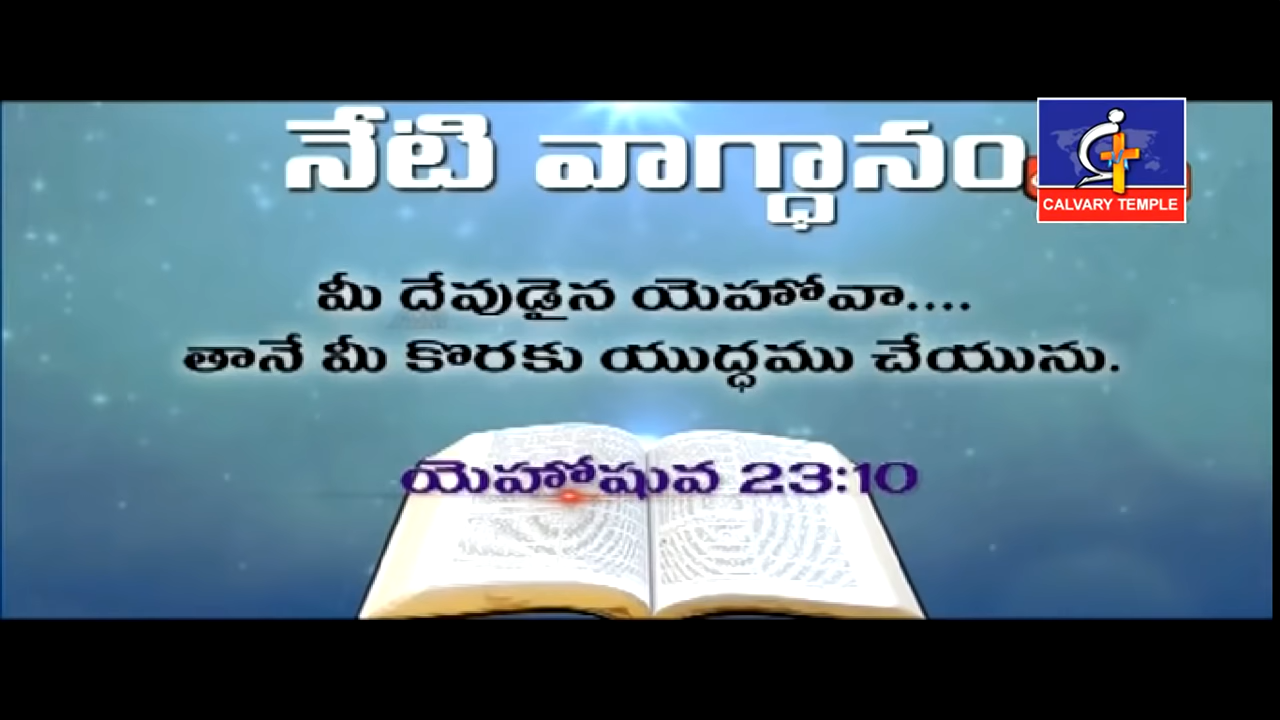 నేటి వాగ్ధానం
CALVARY TEMPLE
మీ దేవుడైన యెహోవా....
తానే మీ కొరకు యుద్ధము చేయును.
యెహోషువ 23:10